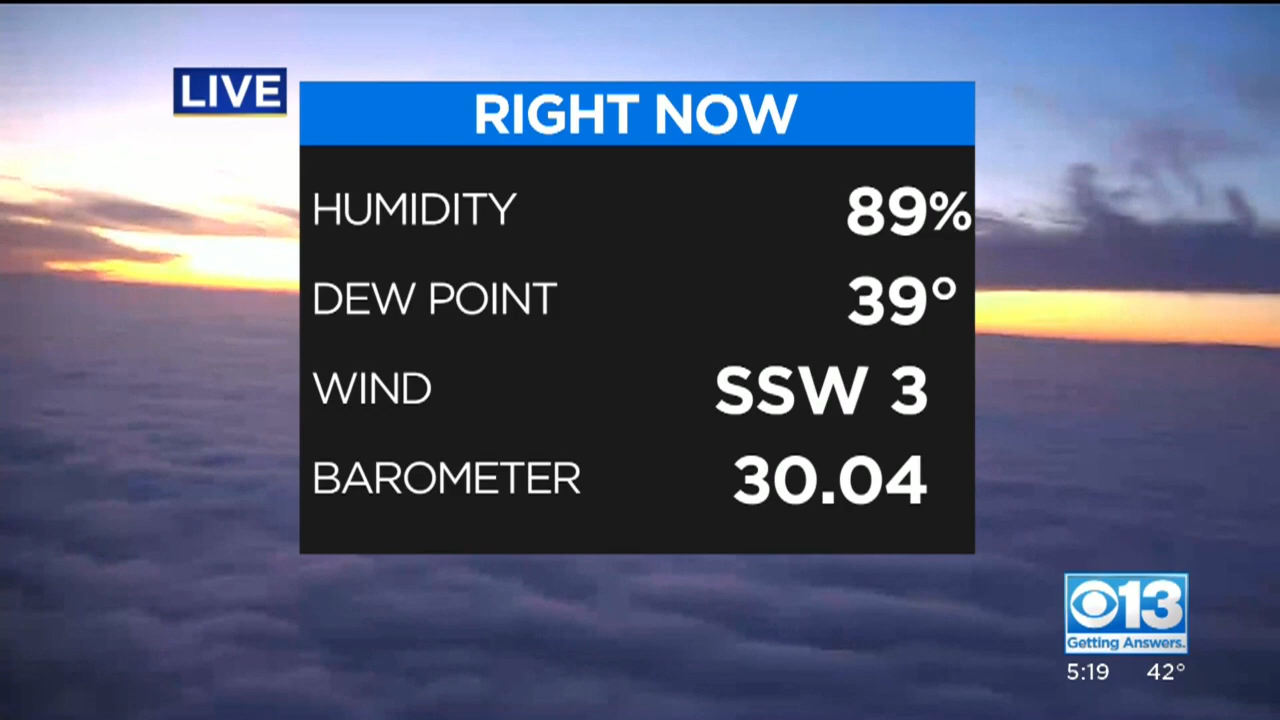 LIVE
RIGHT NOW
HUMIDITY 89%
DEW POINT 39°
WIND SSW 3
BAROMETER 30.04
13
Getting Answers.
5:19 42°